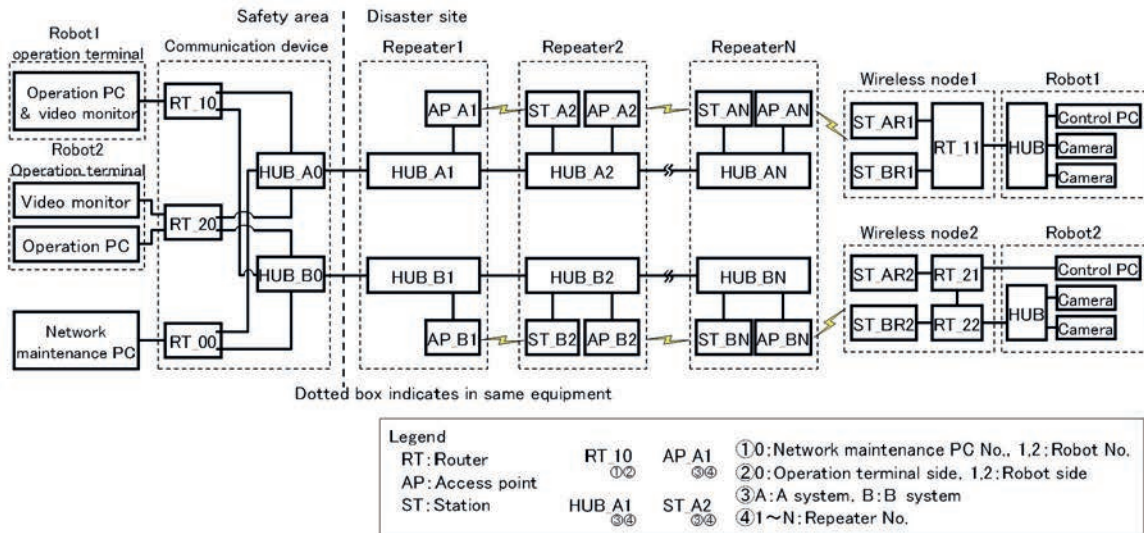 Safety area
Disaster site
Robot1
operation terminal
Communication device
Repeater1
Repeater2
RepeaterN
Wireless node1
Robot1
Operation PC
& video monitor
RT_10
AP_A1
ST_A2
AP_A2
ST_AN
AP_AN
ST_AR1
ST_BR1
RT_11
HUB
Control PC
Camera
Camera
Robot2
Operation terminal
Video monitor
Operation PC
RT_20
HUB_A0
HUB_A1
HUB_A2
HUB_AN
Wireless node2
Robot2
HUB_B0
HUB_B1
HUB_B2
HUB_BN
ST_AR2
RT_21
Control PC
ST_BR2
RT_22
HUB
Camera
Camera
Network
maintenance PC
RT_00
AP_B1
ST_B2
AP_B2
ST_BN
AP_BN
Dotted box indicates in same equipment
Legend
RT:Router
AP:Access point
ST:Station
RT_10
①②
AP_A1
③④
HUB_A1
③④
ST_A2
③④
①0:Network maintenance PC No., 1,2:Robot No.
②0:Operation terminal side, 1,2:Robot side
③A:A system, B:B system
④1~N:Repeater No.